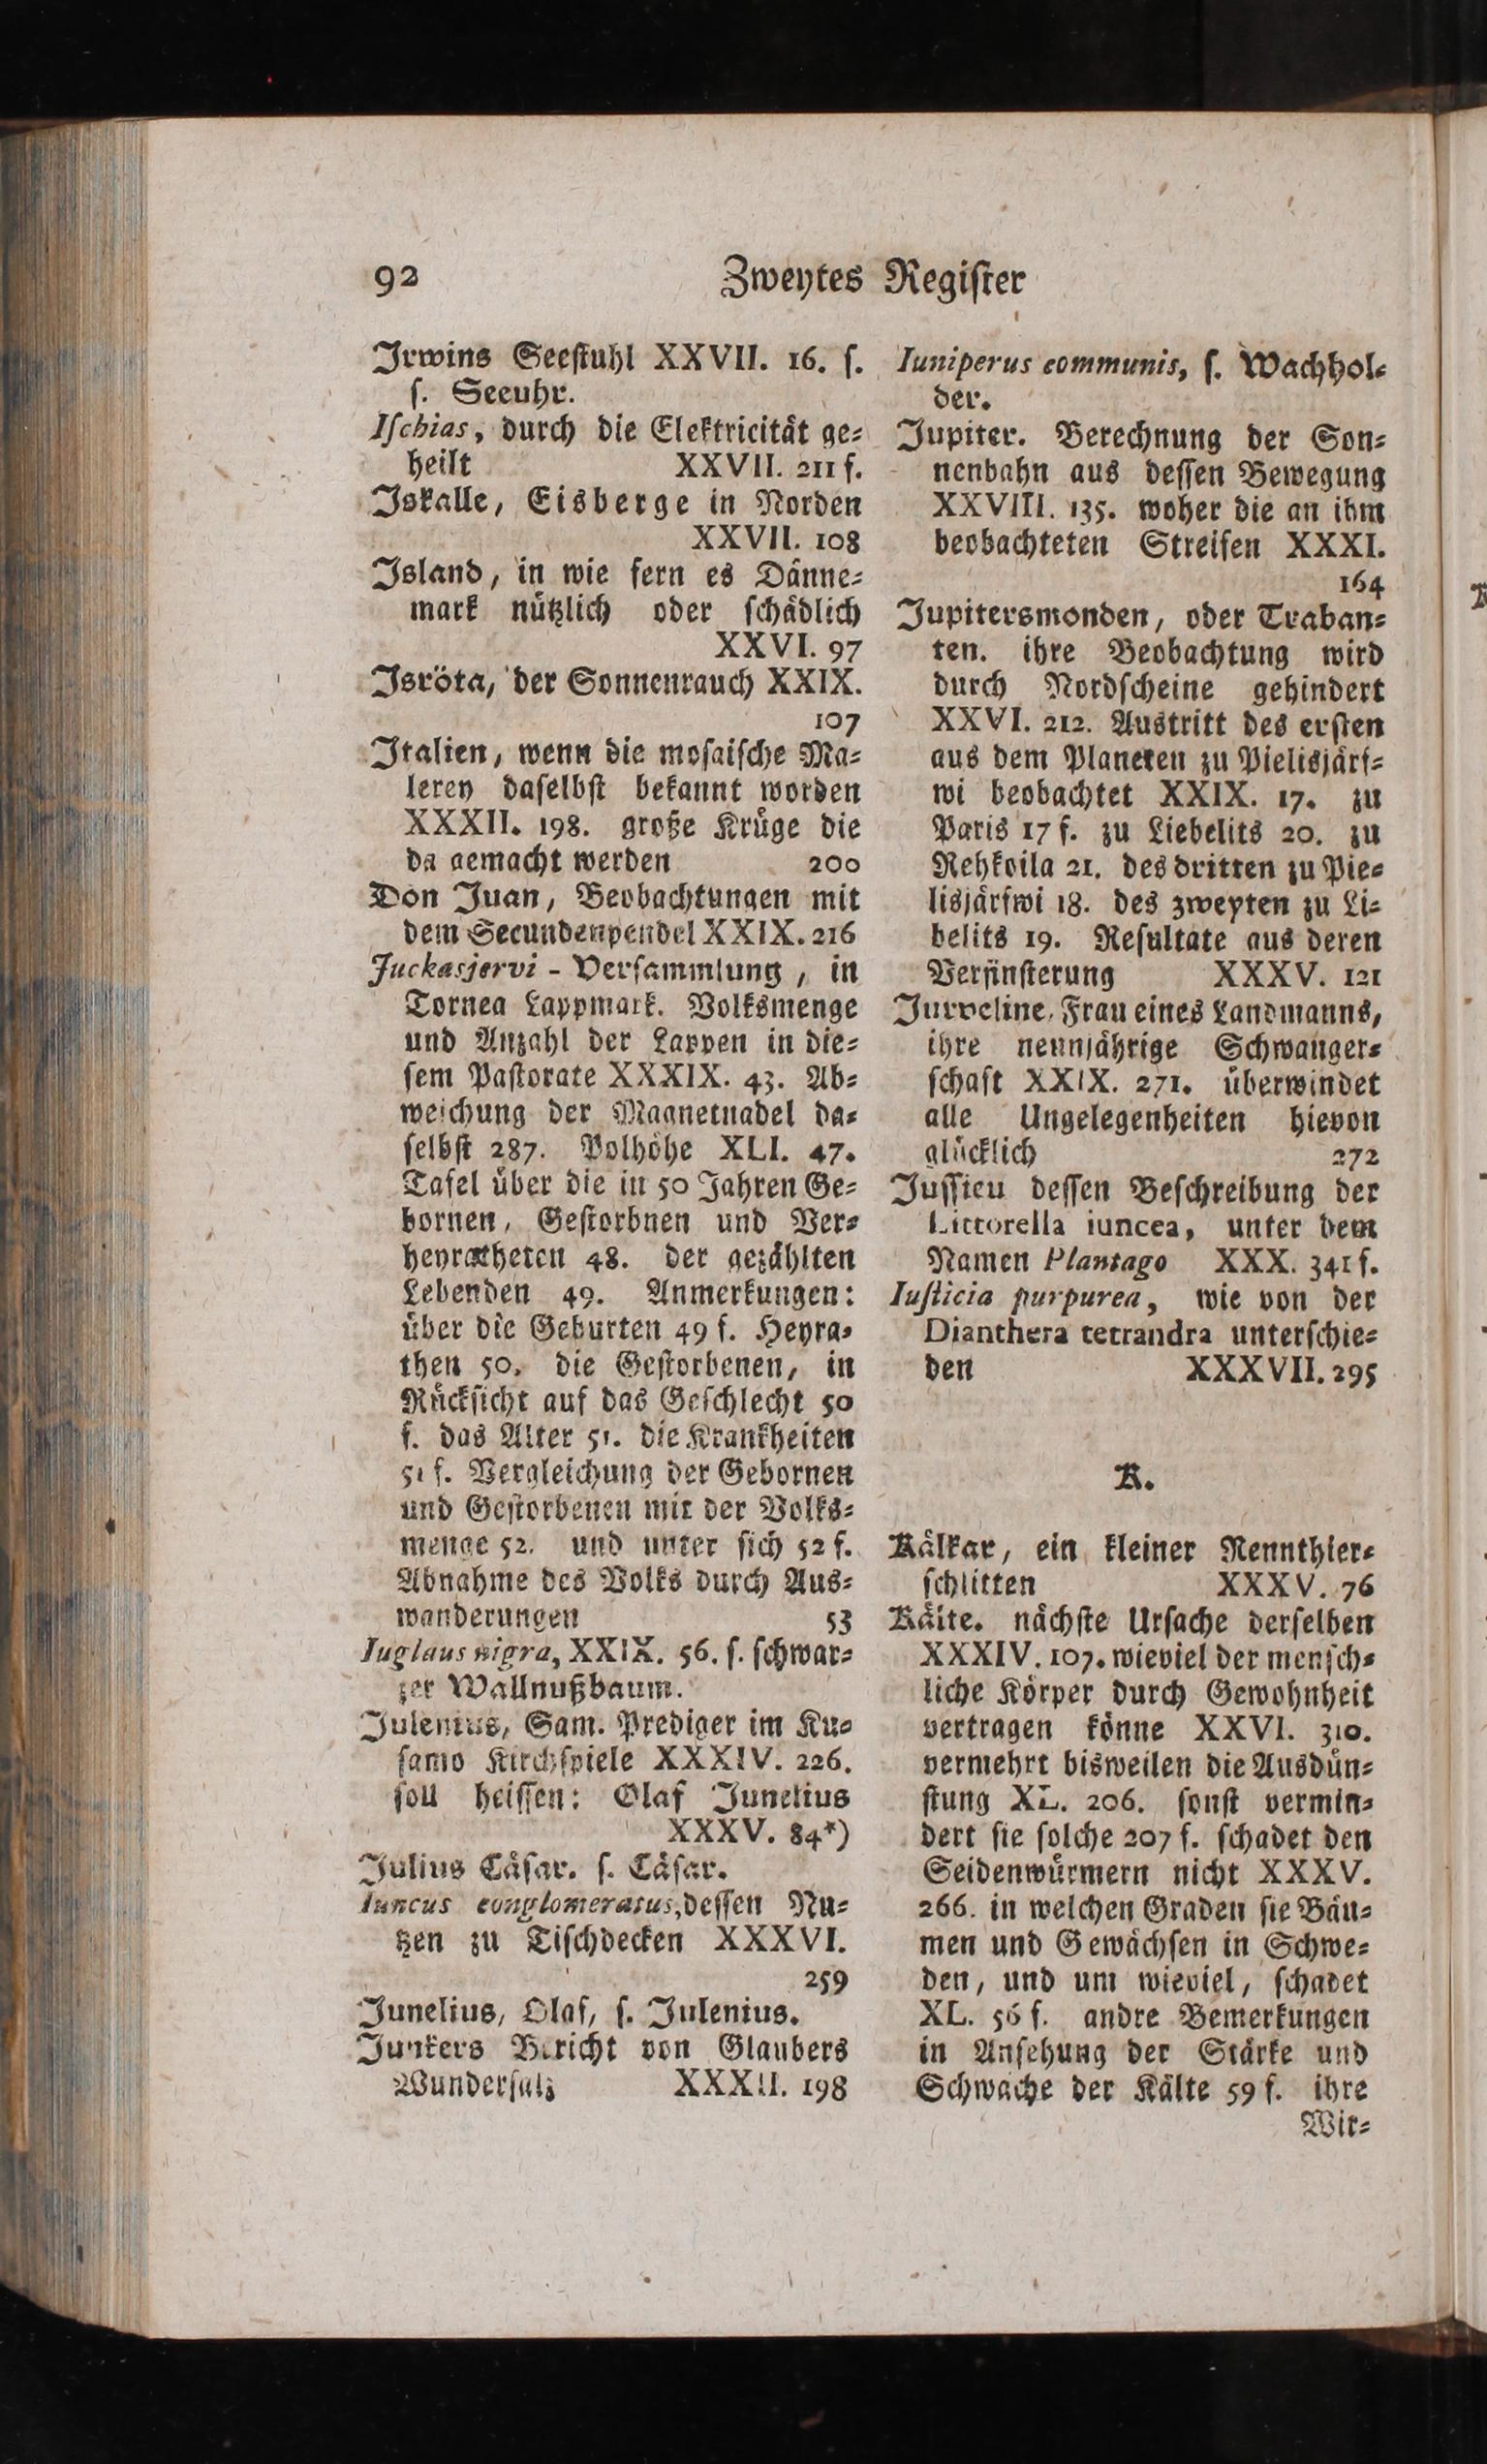 92 Zweytes Regiſter
Irwins Seeſtuhl XXVII. 16. ſ.
ſ. Seeuhr.
Iſchias, durch die Elektricität ge⸗
heilt XXVII. 211 f.
Iskalle, Eisberge in Norden
XXVII. 108
Island, in wie fern es Dänne⸗
mark nützlich oder ſchädlich
XXVI. 97
Isröta, der Sonnenrauch XXIX.
107
Italien, wenn die moſaiſche Ma⸗
lerey daſelbſt bekannt worden
XXXII. 198. große Krüge die
da gemacht werden 200
Don Juan, Beobachtungen mit
dem Secundenpendel XXIX. 216
Juckasjervi - Verſammlung, in
Tornea Lappmark. Volksmenge
und Anzahl der Lappen in die⸗
ſem Paſtorate XXXIX. 43. Ab⸗
weichung der Magnetnadel da⸗
ſelbſt 287. Polhöhe XLI. 47.
Tafel über die in 50 Jahren Ge⸗
bornen, Geſtorbnen und Ver⸗
heyratheten 48. der gezählten
Lebenden 49. Anmerkungen:
über die Geburten 49 f. Heyra⸗
then 50. die Geſtorbenen, in
Rückſicht auf das Geſchlecht 50
f. das Alter 51. die Krankheiten
51 f. Vergleichung der Gebornen
und Geſtorbenen mit der Volks⸗
menge 52. und unter ſich 52 f.
Abnahme des Volks durch Aus⸗
wanderungen 53
Iuglaus nigra, XXIX. 56. ſ. ſchwar⸗
zer Wallnußbaum.
Julenius, Sam. Prediger im Ku⸗
ſamo Kirchſpiele XXXIV. 226.
ſoll heiſſen: Olaf Junelius
XXXV. 84*)
Julius Cäſar. ſ. Cäſar.
Iuncus conglomeratus, deſſen Nu⸗
tzen zu Tiſchdecken XXXVI.
259
Junelius, Olaf, ſ. Julenius.
Junkers Bericht von Glaubers
Wunderſalz XXXII. 198
Iuniperus communis, ſ. Wachhol⸗
der.
Jupiter. Berechnung der Son⸗
nenbahn aus deſſen Bewegung
XXVIII. 135. woher die an ihm
beobachteten Streifen XXXI.
164
Jupitersmonden, oder Traban⸗
ten. ihre Beobachtung wird
durch Nordſcheine gehindert
XXVI. 212. Austritt des erſten
aus dem Planeten zu Pielisjärf⸗
wi beobachtet XXIX. 17. zu
Paris 17 f. zu Liebelits 20. zu
Rehkoila 21. des dritten zu Pie⸗
lisjärfwi 18. des zweyten zu Li⸗
belits 19. Reſultate aus deren
Verfinſterung XXXV. 121
Jurveline, Frau eines Landmanns,
ihre neunjährige Schwanger⸗
ſchaft XXIX. 271. überwindet
alle Ungelegenheiten hievon
glücklich 272
Juſſieu deſſen Beſchreibung der
Littorella iuncea, unter dem
Namen Plantago XXX. 341 f.
Iuſticia purpurea, wie von der
Dianthera tetrandra unterſchie⸗
den XXXVII. 295
K.
Kälkar, ein kleiner Rennthier⸗
ſchlitten XXXV. 76
Kälte. nächſte Urſache derſelben
XXXIV. 107. wieviel der menſch⸗
liche Körper durch Gewohnheit
vertragen könne XXVI. 310.
vermehrt bisweilen die Ausdün⸗
ſtung XL. 206. ſonſt vermin⸗
dert ſie ſolche 207 f. ſchadet den
Seidenwürmern nicht XXXV.
266. in welchen Graden ſie Bäu⸗
men und Gewächſen in Schwe⸗
den, und um wieviel, ſchadet
XL. 56 f. andre Bemerkungen
in Anſehung der Stärke und
Schwäche der Kälte 59 f. ihre
Wir⸗